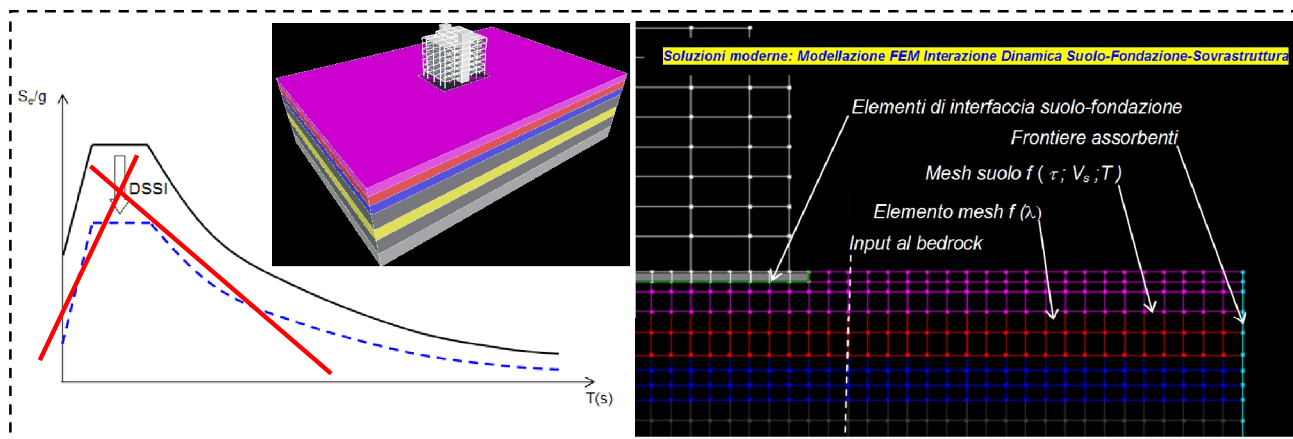 Sₑ/g
DSSI
T(s)
Soluzioni moderne: Modellazione FEM Interazione Dinamica Suolo-Fondazione-Sovrastruttura
Elementi di interfaccia suolo-fondazione
Frontiere assorbenti
Mesh suolo f ( τ ; Vₛ ; T )
Elemento mesh f (λ)
Input al bedrock